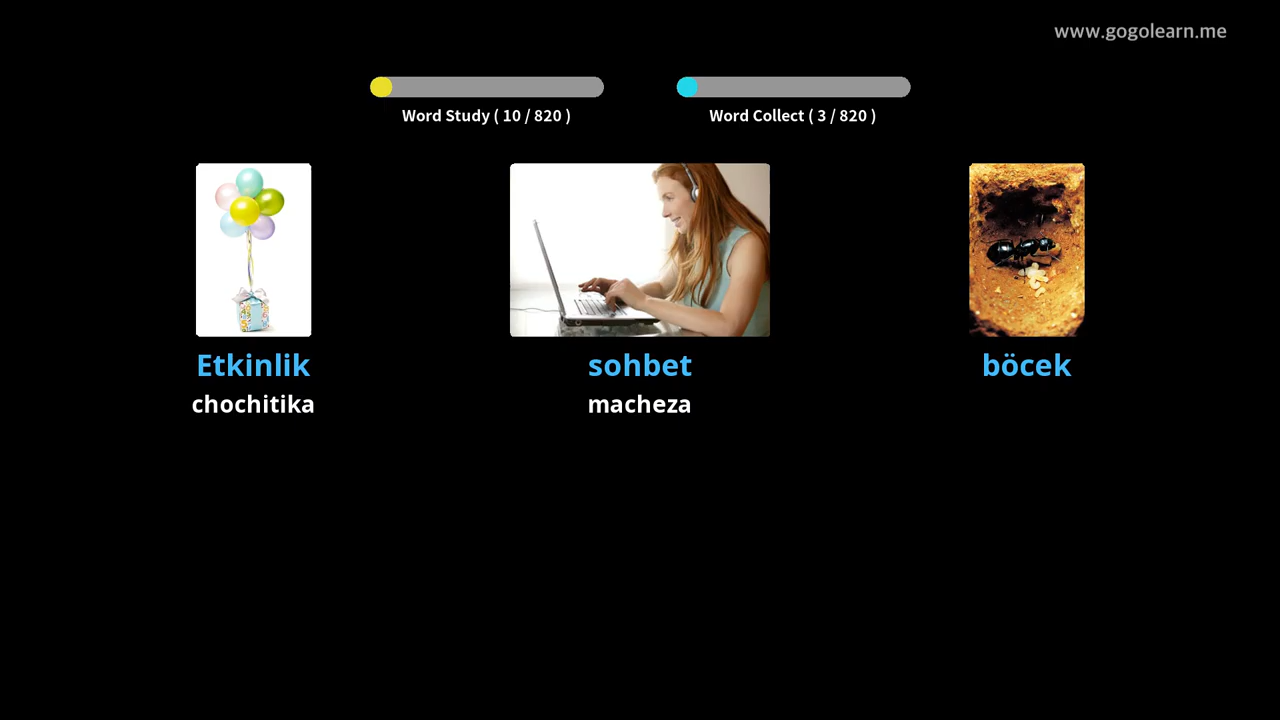 www.gogolearn.me
Word Study ( 10 / 820 )
Word Collect ( 3 / 820 )
Etkinlik
sohbet
böcek
chochitika
macheza